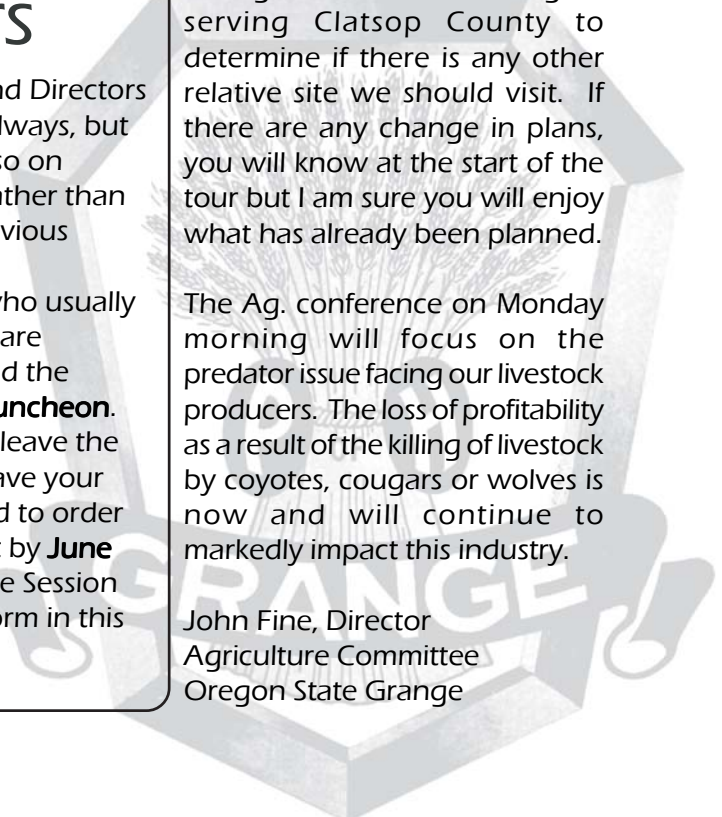 nd Directors
lways, but
so on
ather than
vious
who usually
are
d the
uncheon.
leave the
ave your
d to order
by June
e Session
orm in this
serving Clatsop County to
determine if there is any other
relative site we should visit. If
there are any change in plans,
you will know at the start of the
tour but I am sure you will enjoy
what has already been planned.
The Ag. conference on Monday
morning will focus on the
predator issue facing our livestock
producers. The loss of profitability
as a result of the killing of livestock
by coyotes, cougars or wolves is
now and will continue to
markedly impact this industry.
John Fine, Director
Agriculture Committee
Oregon State Grange
GRANGE